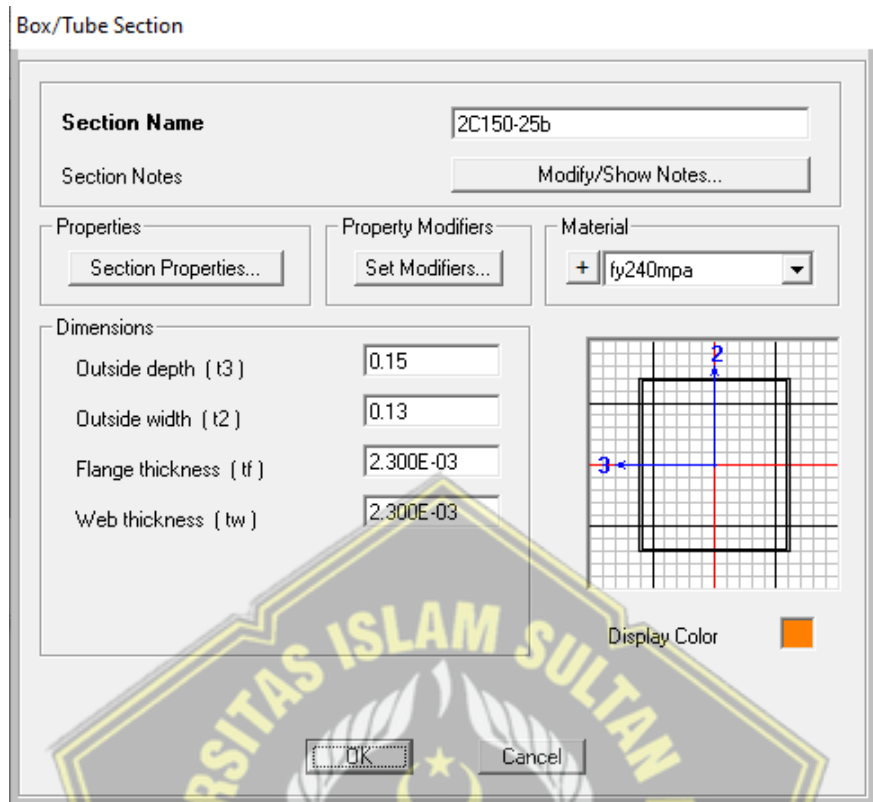 Box/Tube Section
Section Name 2C150-25b
Section Notes Modify/Show Notes...
Properties Property Modifiers Material
Section Properties... Set Modifiers... + fy240mpa
Dimensions
Outside depth ( t3 ) 0.15
Outside width ( t2 ) 0.13
Flange thickness ( tf ) 2.300E-03
Web thickness ( tw ) 2.300E-03
2
3
Display Color
OK Cancel
ISLAM SULTAN